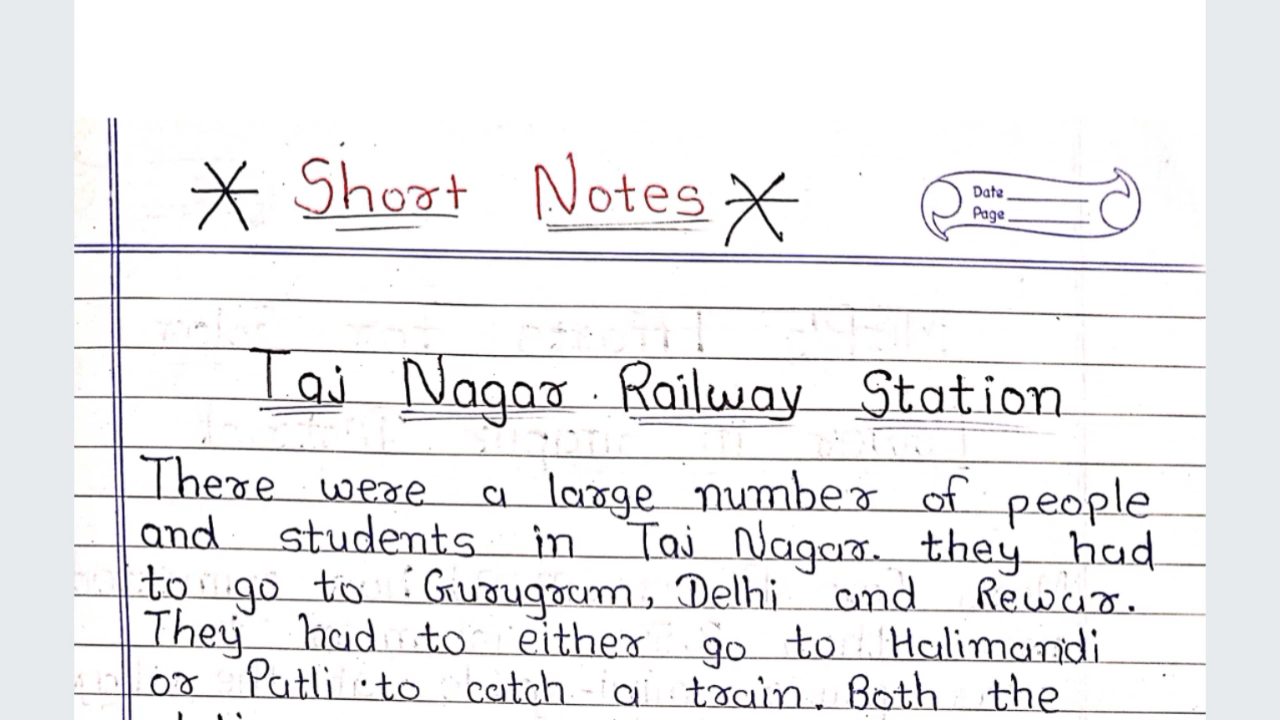 * Short Notes *
Date
Page
Taj Nagar Railway Station
There were a large number of people
and students in Taj Nagar. they had
to go to Gurugram, Delhi and Rewar.
They had to either go to Halimandi
or Patli to catch a train. Both the